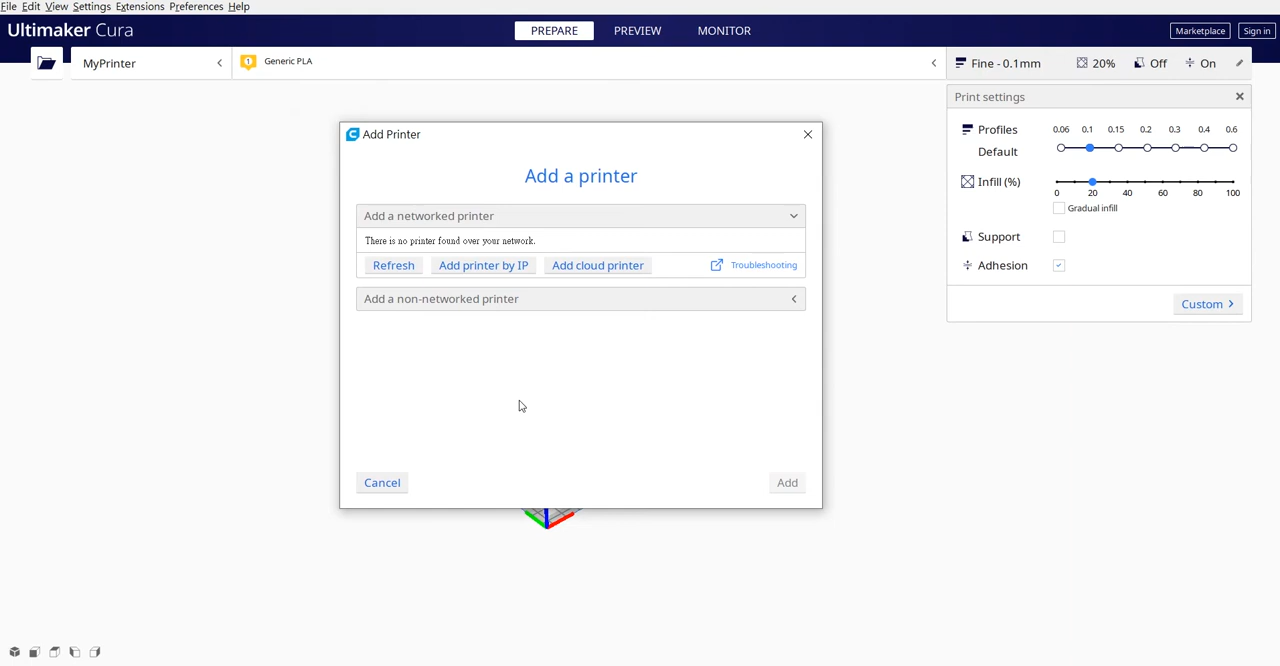 File Edit View Settings Extensions Preferences Help
Ultimaker Cura
PREPARE
PREVIEW
MONITOR
Marketplace
Sign in
MyPrinter
1
Generic PLA
Fine - 0.1mm
20%
Off
On
Print settings
Profiles
0.06 0.1 0.15 0.2 0.3 0.4 0.6
Default
Infill (%)
0 20 40 60 80 100
Gradual infill
Support
Adhesion
Custom
Add Printer
Add a printer
Add a networked printer
There is no printer found over your network.
Refresh
Add printer by IP
Add cloud printer
Troubleshooting
Add a non-networked printer
Cancel
Add